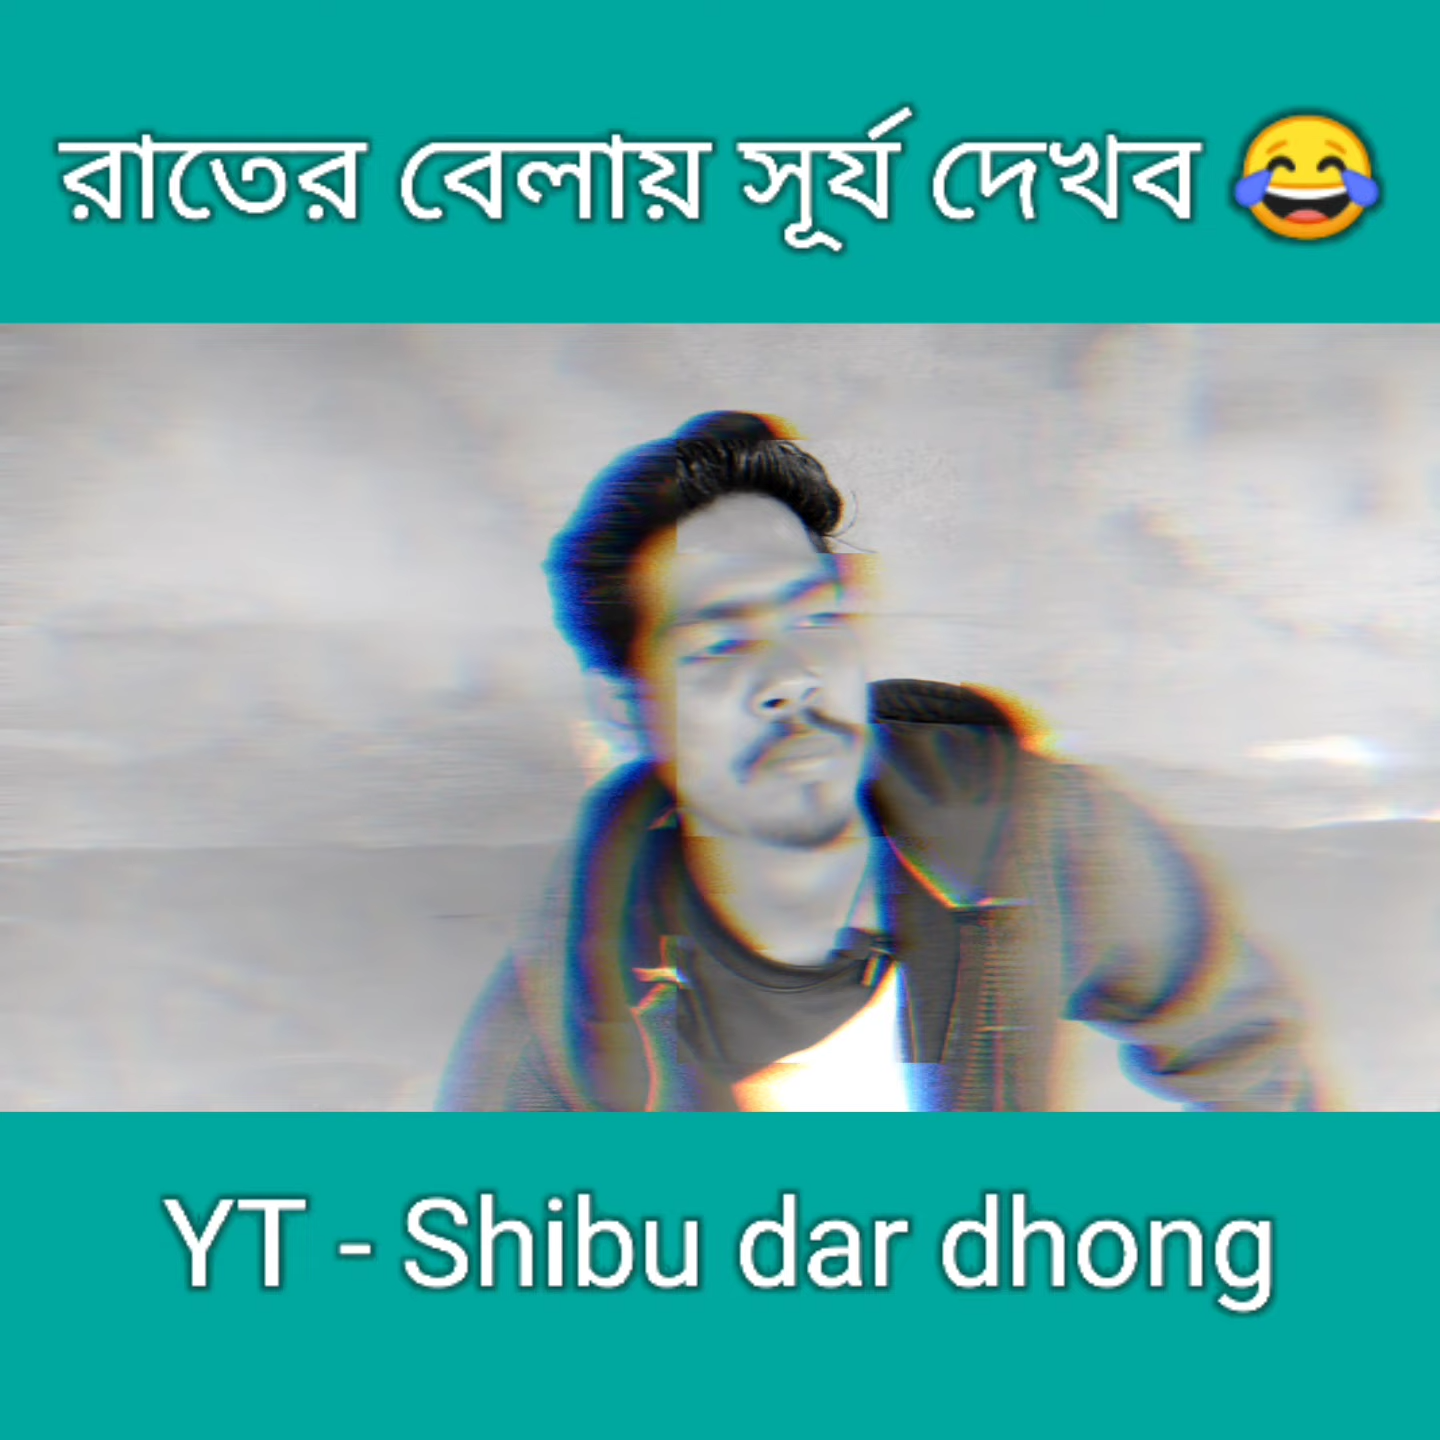 রাতের বেলায় সূর্য দেখব 😂
YT - Shibu dar dhong